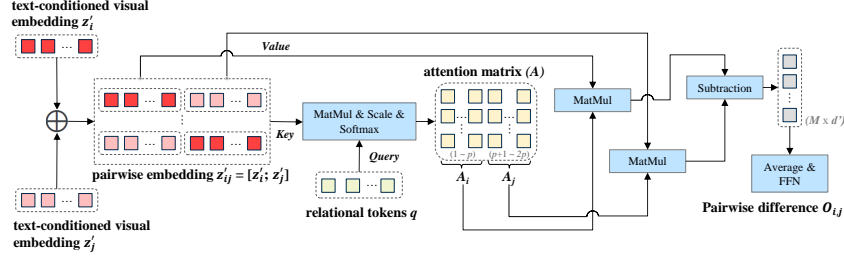 text-conditioned visual
embedding z′ᵢ
Value
attention matrix (A)
MatMul
Subtraction
MatMul & Scale &
Softmax
Key
Query
(1 − p)
(p+1 − 2p)
MatMul
(M x d')
pairwise embedding z′ᵢⱼ = [z′ᵢ; z′ⱼ]
Aᵢ
Aⱼ
Average &
FFN
relational tokens q
Pairwise difference Oᵢ,ⱼ
text-conditioned visual
embedding z′ⱼ